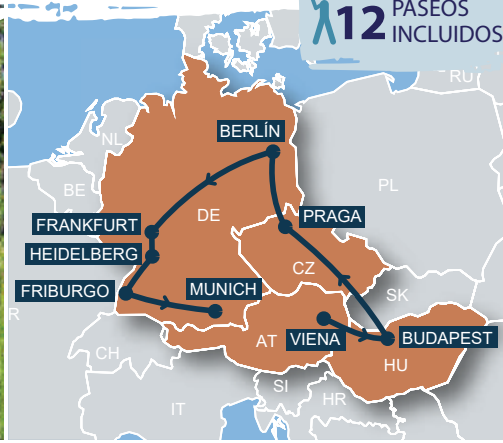 12 PASEOS
INCLUIDOS
RU
NL
BERLÍN
BE
PL
DE
FRANKFURT
PRAGA
HEIDELBERG
CZ
FRIBURGO
MUNICH
SK
R
VIENA
BUDAPEST
CH
AT
HU
SI
HR
IT